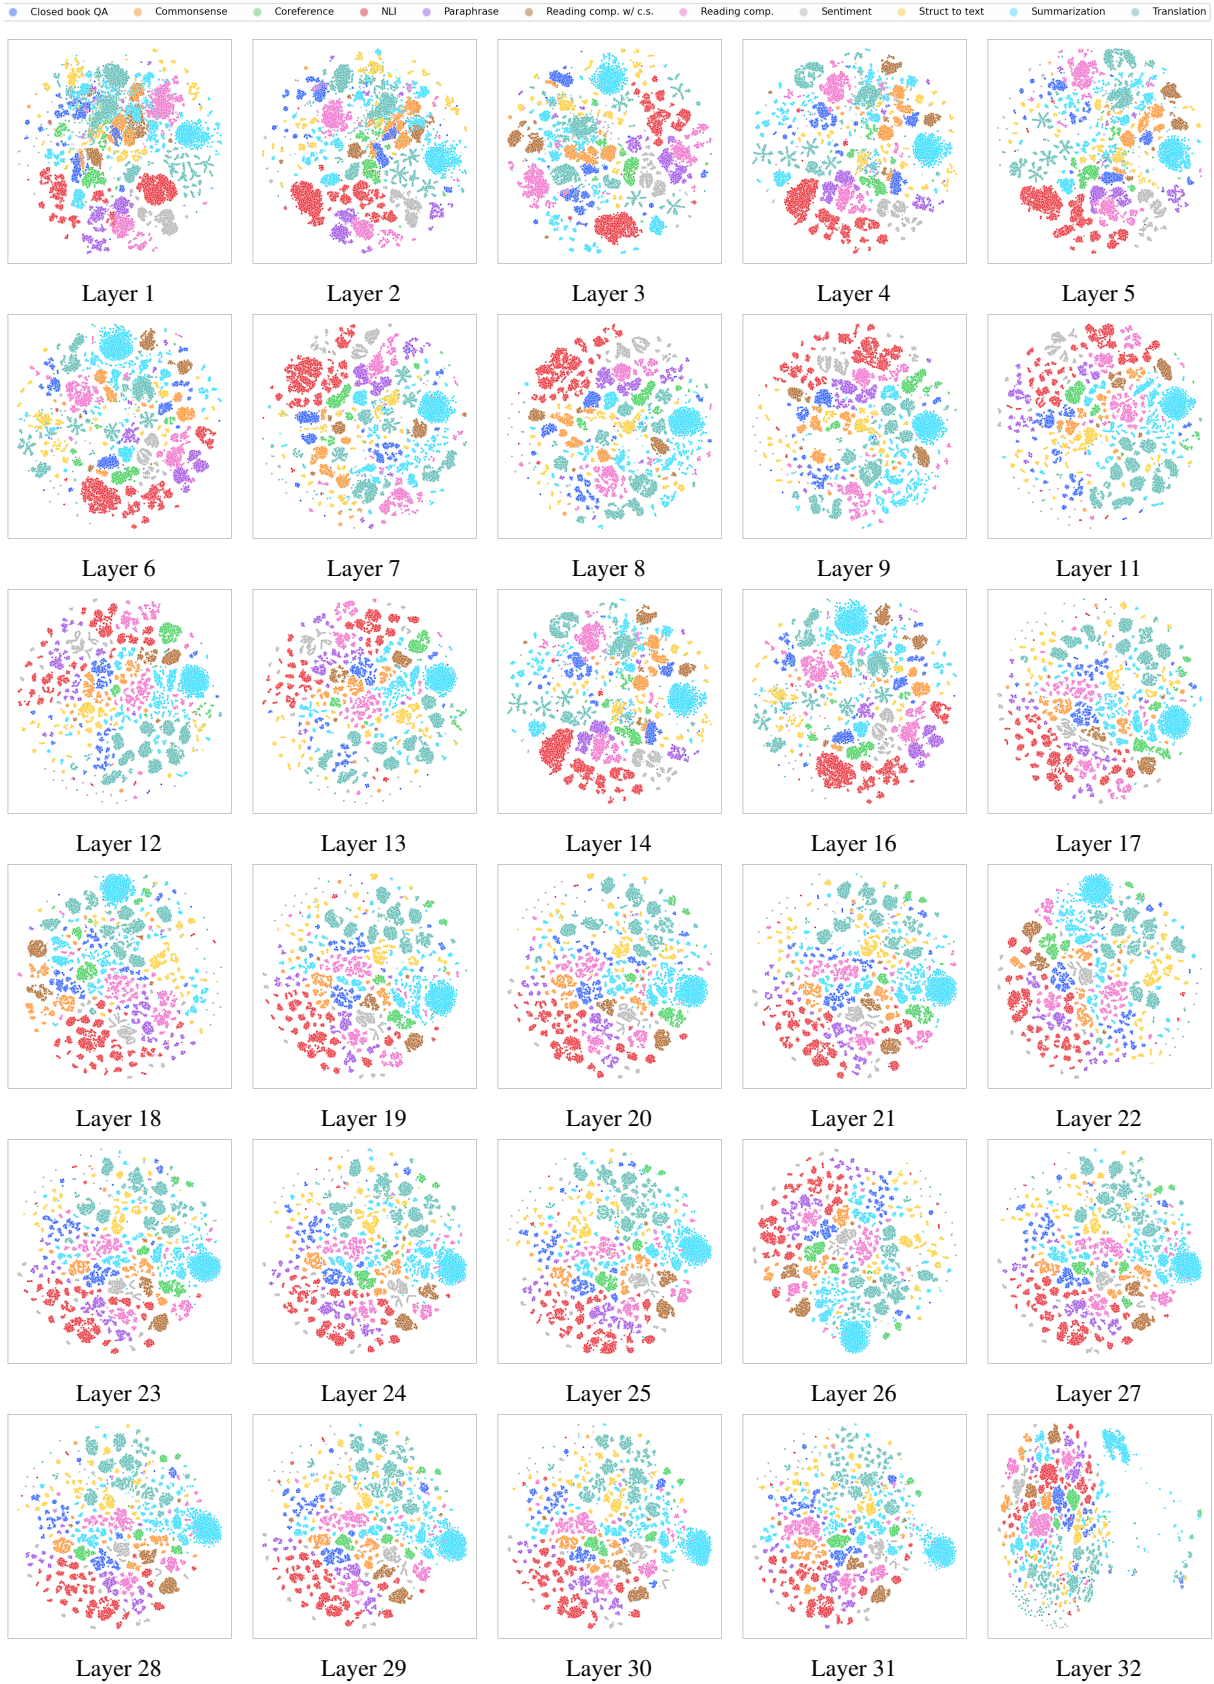 Closed book QA Commonsense Coreference NLI Paraphrase Reading comp. w/ c.s. Reading comp. Sentiment Struct to text Summarization Translation
Layer 1 Layer 2 Layer 3 Layer 4 Layer 5
Layer 6 Layer 7 Layer 8 Layer 9 Layer 11
Layer 12 Layer 13 Layer 14 Layer 16 Layer 17
Layer 18 Layer 19 Layer 20 Layer 21 Layer 22
Layer 23 Layer 24 Layer 25 Layer 26 Layer 27
Layer 28 Layer 29 Layer 30 Layer 31 Layer 32